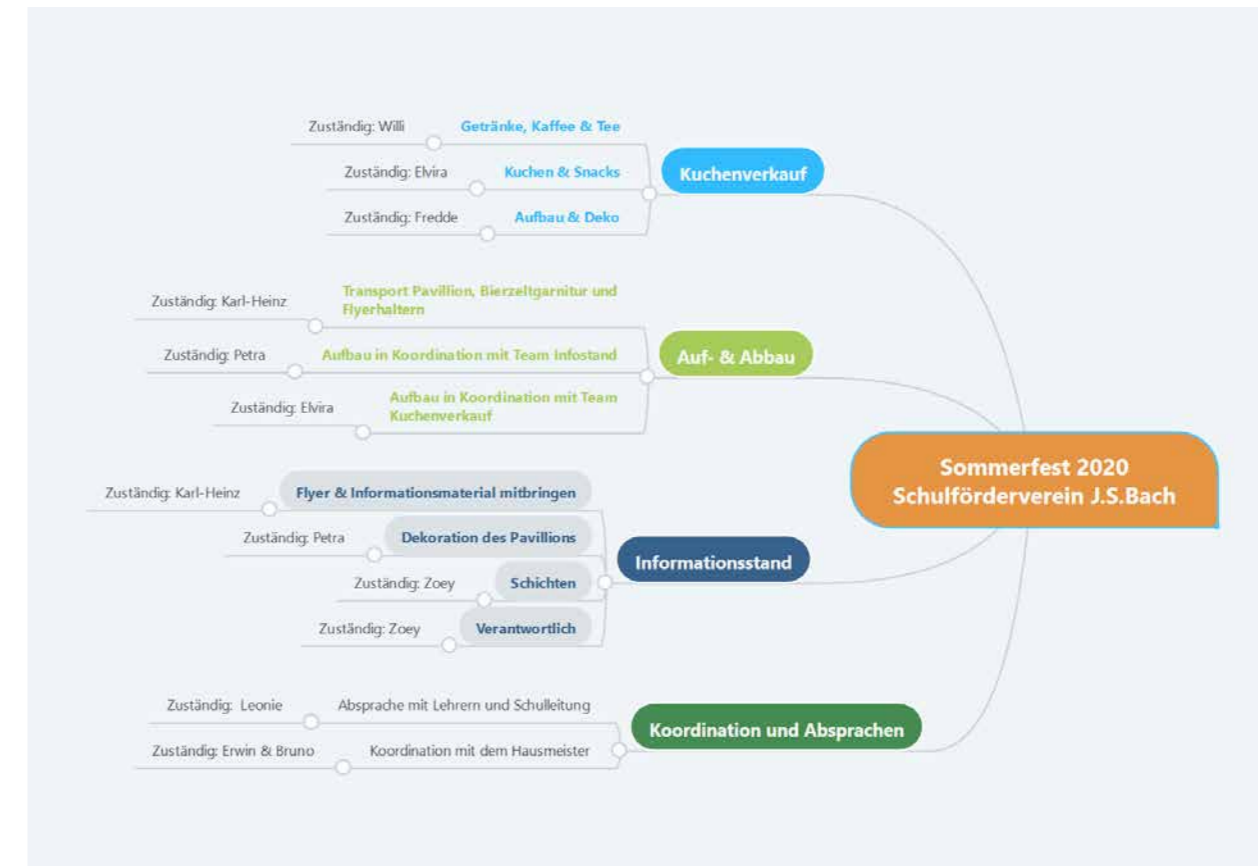 Zuständig: Willi
Getränke, Kaffee & Tee
Zuständig: Elvira
Kuchen & Snacks
Kuchenverkauf
Zuständig: Fredde
Aufbau & Deko
Zuständig: Karl-Heinz
Transport Pavillion, Bierzeltgarnitur und
Flyerhaltern
Zuständig: Petra
Aufbau in Koordination mit Team Infostand
Auf- & Abbau
Zuständig: Elvira
Aufbau in Koordination mit Team
Kuchenverkauf
Sommerfest 2020
Schulförderverein J.S.Bach
Zuständig: Karl-Heinz
Flyer & Informationsmaterial mitbringen
Zuständig: Petra
Dekoration des Pavillions
Informationsstand
Zuständig: Zoey
Schichten
Zuständig: Zoey
Verantwortlich
Zuständig: Leonie
Absprache mit Lehrern und Schulleitung
Koordination und Absprachen
Zuständig: Erwin & Bruno
Koordination mit dem Hausmeister